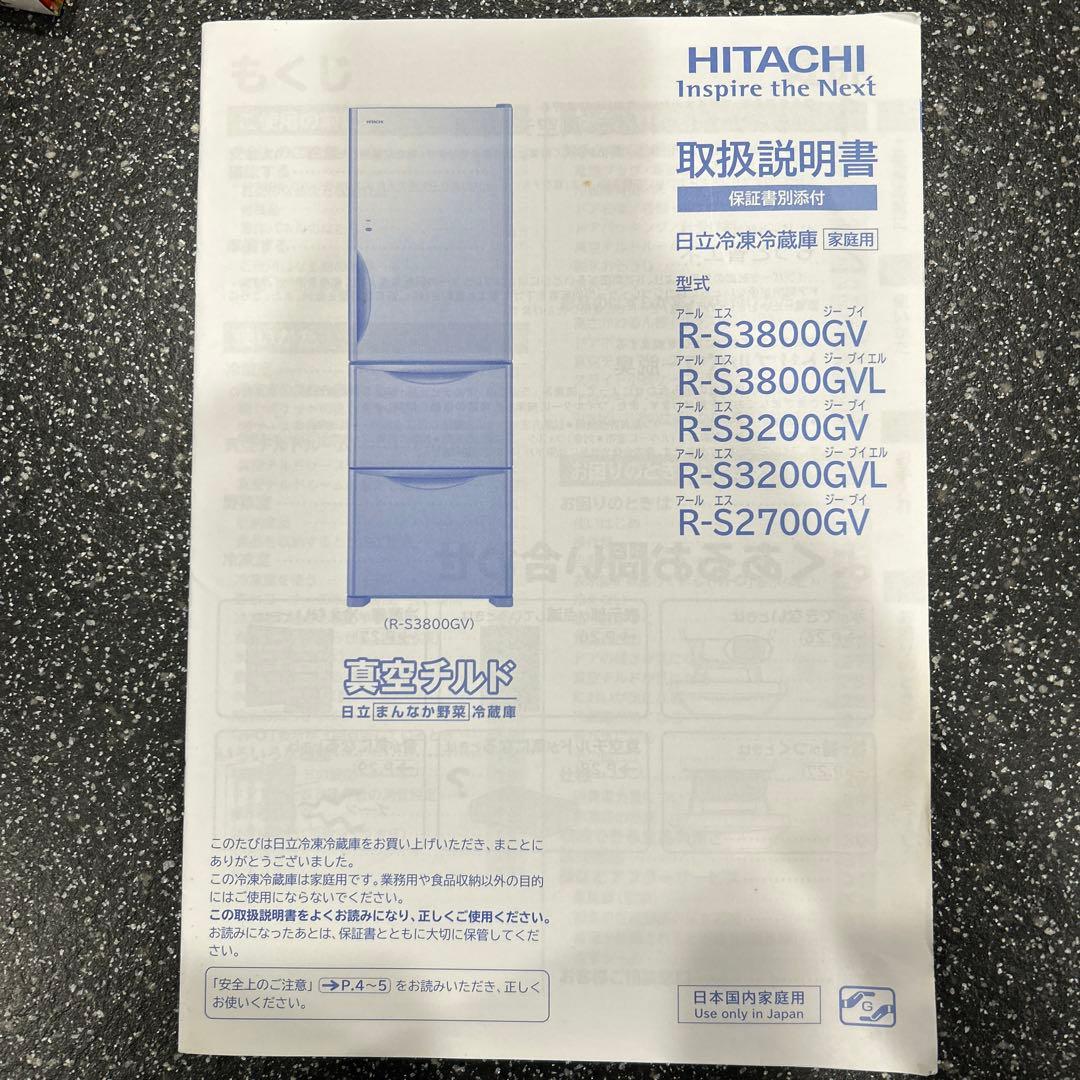 HITACHI
Inspire the Next
取扱説明書
保証書別添付
日立冷凍冷蔵庫 家庭用
型式
アール エス ジー ブイ
R-S3800GV
アール エス ジー ブイ エル
R-S3800GVL
アール エス ジー ブイ
R-S3200GV
アール エス ジー ブイ エル
R-S3200GVL
アール エス ジー ブイ
R-S2700GV
HITACHI
(R-S3800GV)
真空チルド
日立 まんなか野菜 冷蔵庫
このたびは日立冷凍冷蔵庫をお買い上げいただき、まことに
ありがとうございました。
この冷凍冷蔵庫は家庭用です。業務用や食品収納以外の目的
にはご使用にならないでください。
この取扱説明書をよくお読みになり、正しくご使用ください。
お読みになったあとは、保証書とともに大切に保管してくだ
さい。
「安全上のご注意」 ➔P.4〜5 をお読みいただき、正しく
お使いください。
日本国内家庭用
Use only in Japan
G